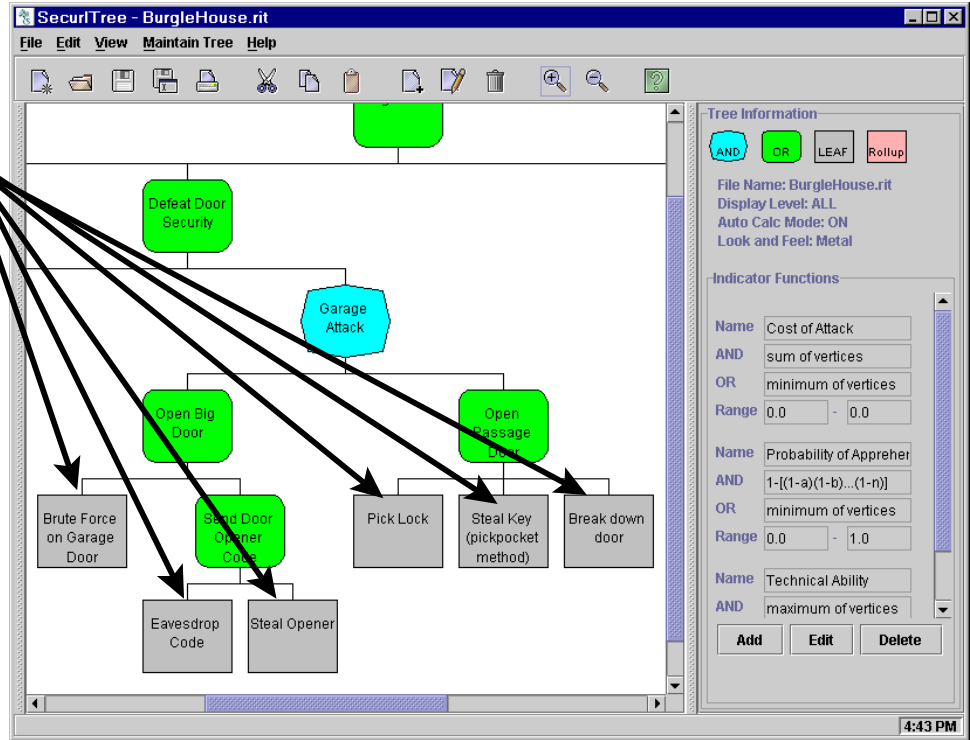 SecurITree - BurgleHouse.rit
File Edit View Maintain Tree Help
Defeat Door
Security
Garage
Attack
Open Big
Door
Open
Passage
Door
Brute Force
on Garage
Door
Send Door
Opener
Code
Pick Lock
Steal Key
(pickpocket
method)
Break down
door
Eavesdrop
Code
Steal Opener
Tree Information
AND OR LEAF Rollup
File Name: BurgleHouse.rit
Display Level: ALL
Auto Calc Mode: ON
Look and Feel: Metal
Indicator Functions
Name Cost of Attack
AND sum of vertices
OR minimum of vertices
Range 0.0 - 0.0
Name Probability of Appreher
AND 1-[(1-a)(1-b)...(1-n)]
OR minimum of vertices
Range 0.0 - 1.0
Name Technical Ability
AND maximum of vertices
Add Edit Delete
4:43 PM